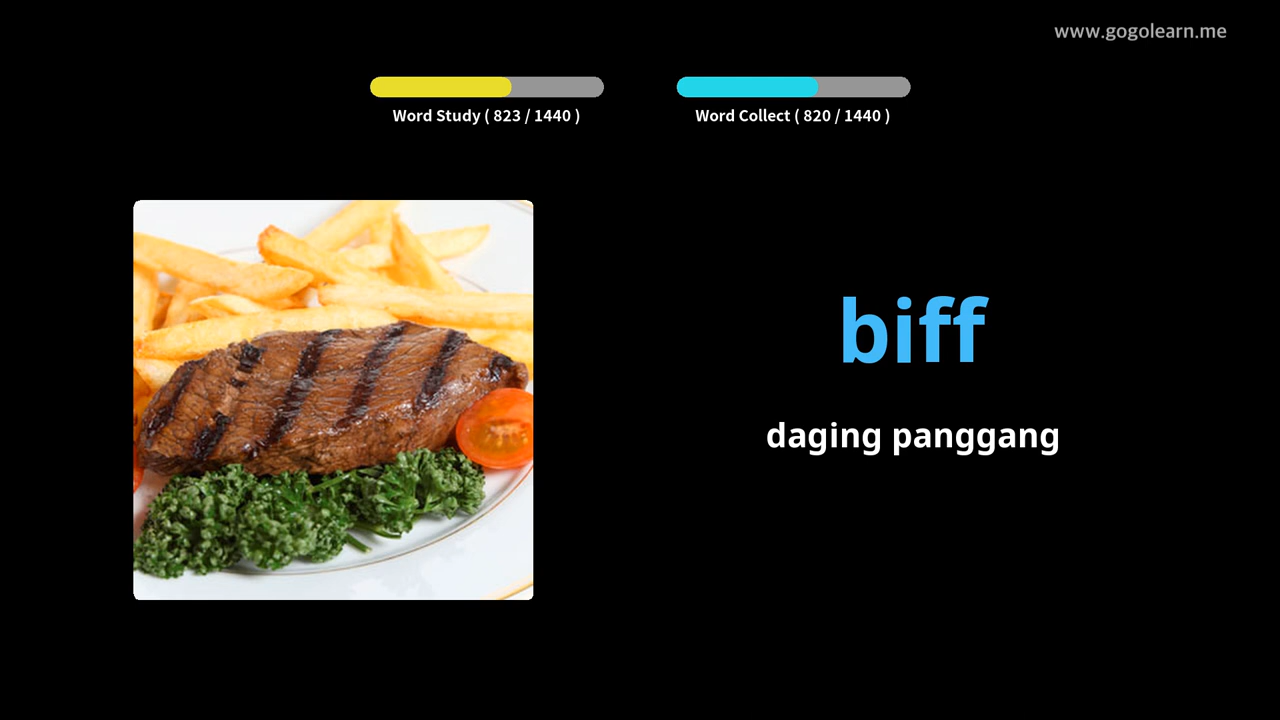 www.gogolearn.me
Word Study ( 823 / 1440 )
Word Collect ( 820 / 1440 )
biff
daging panggang